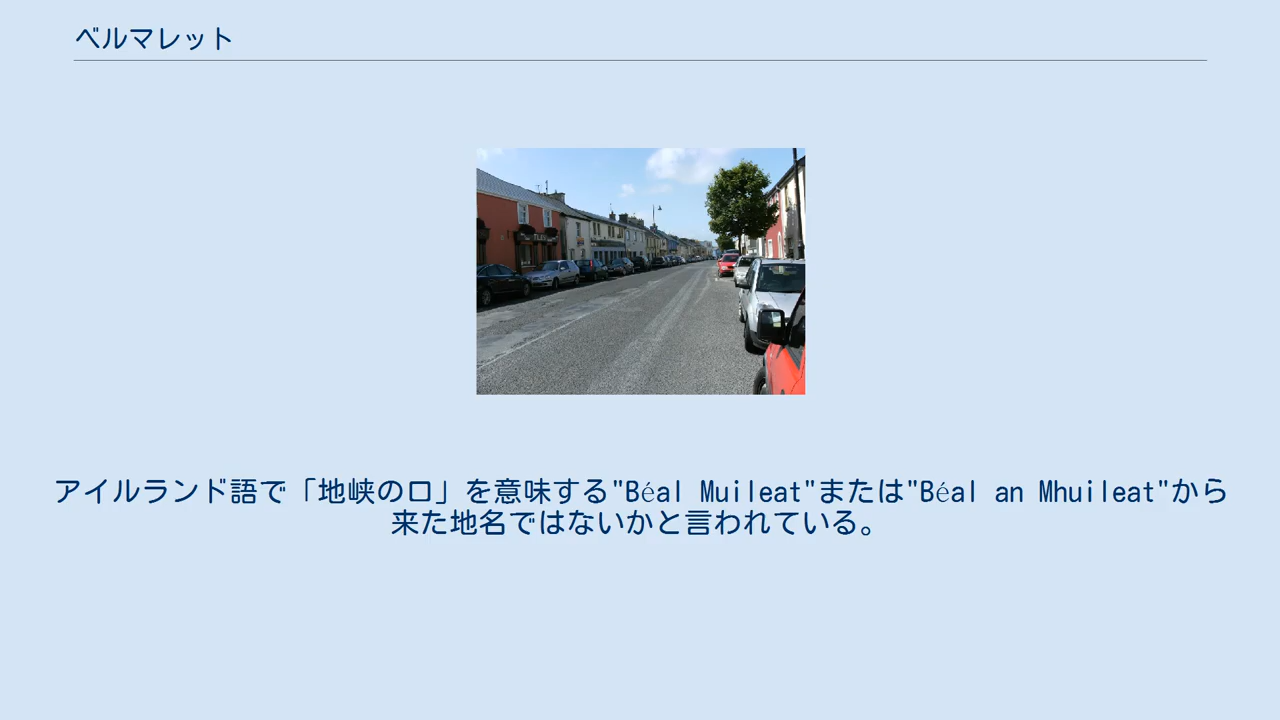 ベルマレット
アイルランド語で「地峡の口」を意味する"Béal Muileat"または"Béal an Mhuileat"から
来た地名ではないかと言われている。